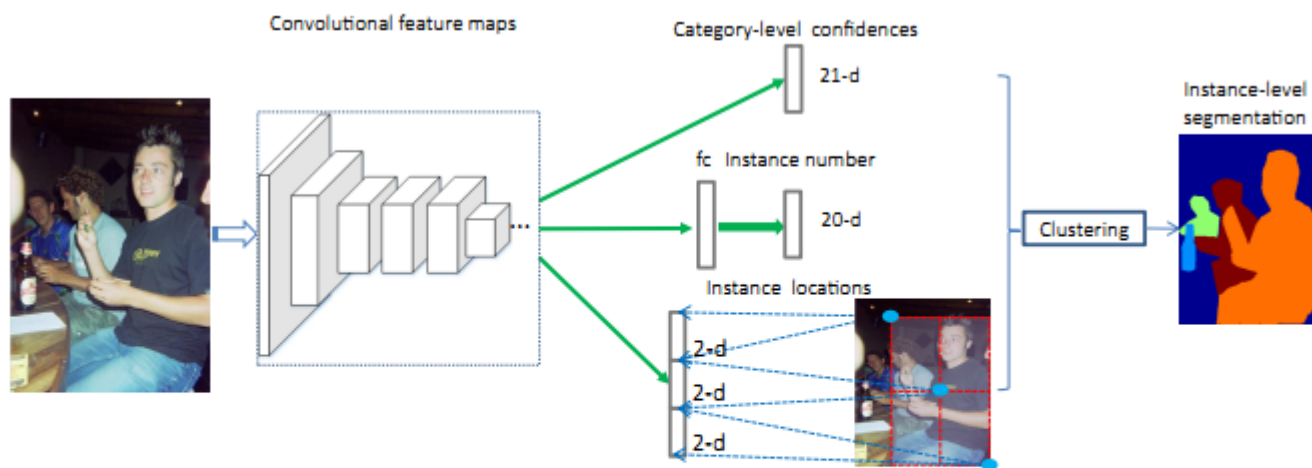 Convolutional feature maps
Category-level confidences
21-d
Instance-level
segmentation
fc Instance number
20-d
...
Clustering
Instance locations
2-d
2-d
2-d